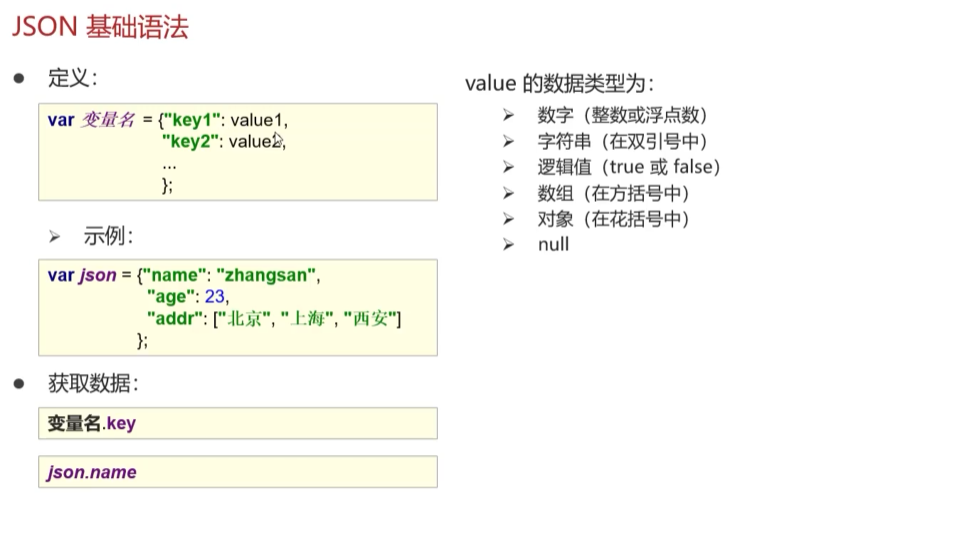 JSON 基础语法
● 定义：
var 变量名 = {"key1": value1,
"key2": value2,
...
};
➢ 示例：
var json = {"name": "zhangsan",
"age": 23,
"addr": ["北京", "上海", "西安"]
};
● 获取数据：
变量名.key
json.name
value 的数据类型为：
➢ 数字（整数或浮点数）
➢ 字符串（在双引号中）
➢ 逻辑值（true 或 false）
➢ 数组（在方括号中）
➢ 对象（在花括号中）
➢ null